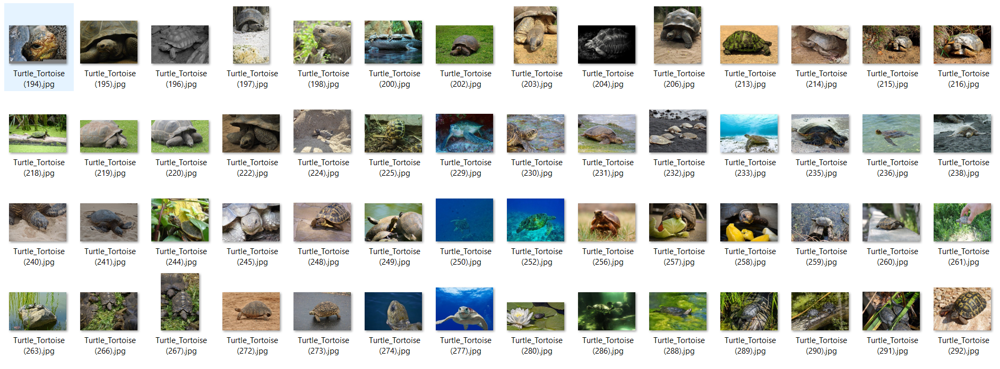 Turtle_Tortoise
(194).jpg
Turtle_Tortoise
(195).jpg
Turtle_Tortoise
(196).jpg
Turtle_Tortoise
(197).jpg
Turtle_Tortoise
(198).jpg
Turtle_Tortoise
(200).jpg
Turtle_Tortoise
(202).jpg
Turtle_Tortoise
(203).jpg
Turtle_Tortoise
(204).jpg
Turtle_Tortoise
(206).jpg
Turtle_Tortoise
(213).jpg
Turtle_Tortoise
(214).jpg
Turtle_Tortoise
(215).jpg
Turtle_Tortoise
(216).jpg
Turtle_Tortoise
(218).jpg
Turtle_Tortoise
(219).jpg
Turtle_Tortoise
(220).jpg
Turtle_Tortoise
(222).jpg
Turtle_Tortoise
(224).jpg
Turtle_Tortoise
(225).jpg
Turtle_Tortoise
(229).jpg
Turtle_Tortoise
(230).jpg
Turtle_Tortoise
(231).jpg
Turtle_Tortoise
(232).jpg
Turtle_Tortoise
(233).jpg
Turtle_Tortoise
(235).jpg
Turtle_Tortoise
(236).jpg
Turtle_Tortoise
(238).jpg
Turtle_Tortoise
(240).jpg
Turtle_Tortoise
(241).jpg
Turtle_Tortoise
(244).jpg
Turtle_Tortoise
(245).jpg
Turtle_Tortoise
(248).jpg
Turtle_Tortoise
(249).jpg
Turtle_Tortoise
(250).jpg
Turtle_Tortoise
(252).jpg
Turtle_Tortoise
(256).jpg
Turtle_Tortoise
(257).jpg
Turtle_Tortoise
(258).jpg
Turtle_Tortoise
(259).jpg
Turtle_Tortoise
(260).jpg
Turtle_Tortoise
(261).jpg
Turtle_Tortoise
(263).jpg
Turtle_Tortoise
(266).jpg
Turtle_Tortoise
(267).jpg
Turtle_Tortoise
(272).jpg
Turtle_Tortoise
(273).jpg
Turtle_Tortoise
(274).jpg
Turtle_Tortoise
(277).jpg
Turtle_Tortoise
(280).jpg
Turtle_Tortoise
(286).jpg
Turtle_Tortoise
(288).jpg
Turtle_Tortoise
(289).jpg
Turtle_Tortoise
(290).jpg
Turtle_Tortoise
(291).jpg
Turtle_Tortoise
(292).jpg